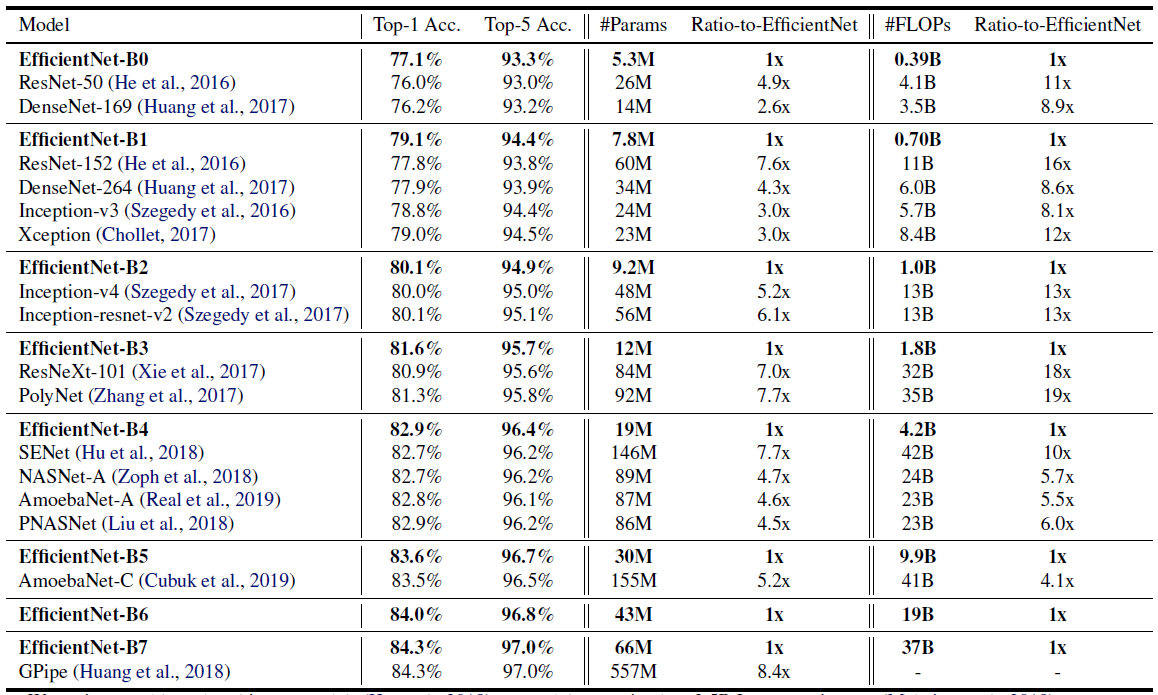 Model Top-1 Acc. Top-5 Acc. #Params Ratio-to-EfficientNet #FLOPs Ratio-to-EfficientNet
EfficientNet-B0 77.1% 93.3% 5.3M 1x 0.39B 1x
ResNet-50 (He et al., 2016) 76.0% 93.0% 26M 4.9x 4.1B 11x
DenseNet-169 (Huang et al., 2017) 76.2% 93.2% 14M 2.6x 3.5B 8.9x
EfficientNet-B1 79.1% 94.4% 7.8M 1x 0.70B 1x
ResNet-152 (He et al., 2016) 77.8% 93.8% 60M 7.6x 11B 16x
DenseNet-264 (Huang et al., 2017) 77.9% 93.9% 34M 4.3x 6.0B 8.6x
Inception-v3 (Szegedy et al., 2016) 78.8% 94.4% 24M 3.0x 5.7B 8.1x
Xception (Chollet, 2017) 79.0% 94.5% 23M 3.0x 8.4B 12x
EfficientNet-B2 80.1% 94.9% 9.2M 1x 1.0B 1x
Inception-v4 (Szegedy et al., 2017) 80.0% 95.0% 48M 5.2x 13B 13x
Inception-resnet-v2 (Szegedy et al., 2017) 80.1% 95.1% 56M 6.1x 13B 13x
EfficientNet-B3 81.6% 95.7% 12M 1x 1.8B 1x
ResNeXt-101 (Xie et al., 2017) 80.9% 95.6% 84M 7.0x 32B 18x
PolyNet (Zhang et al., 2017) 81.3% 95.8% 92M 7.7x 35B 19x
EfficientNet-B4 82.9% 96.4% 19M 1x 4.2B 1x
SENet (Hu et al., 2018) 82.7% 96.2% 146M 7.7x 42B 10x
NASNet-A (Zoph et al., 2018) 82.7% 96.2% 89M 4.7x 24B 5.7x
AmoebaNet-A (Real et al., 2019) 82.8% 96.1% 87M 4.6x 23B 5.5x
PNASNet (Liu et al., 2018) 82.9% 96.2% 86M 4.5x 23B 6.0x
EfficientNet-B5 83.6% 96.7% 30M 1x 9.9B 1x
AmoebaNet-C (Cubuk et al., 2019) 83.5% 96.5% 155M 5.2x 41B 4.1x
EfficientNet-B6 84.0% 96.8% 43M 1x 19B 1x
EfficientNet-B7 84.3% 97.0% 66M 1x 37B 1x
GPipe (Huang et al., 2018) 84.3% 97.0% 557M 8.4x - -